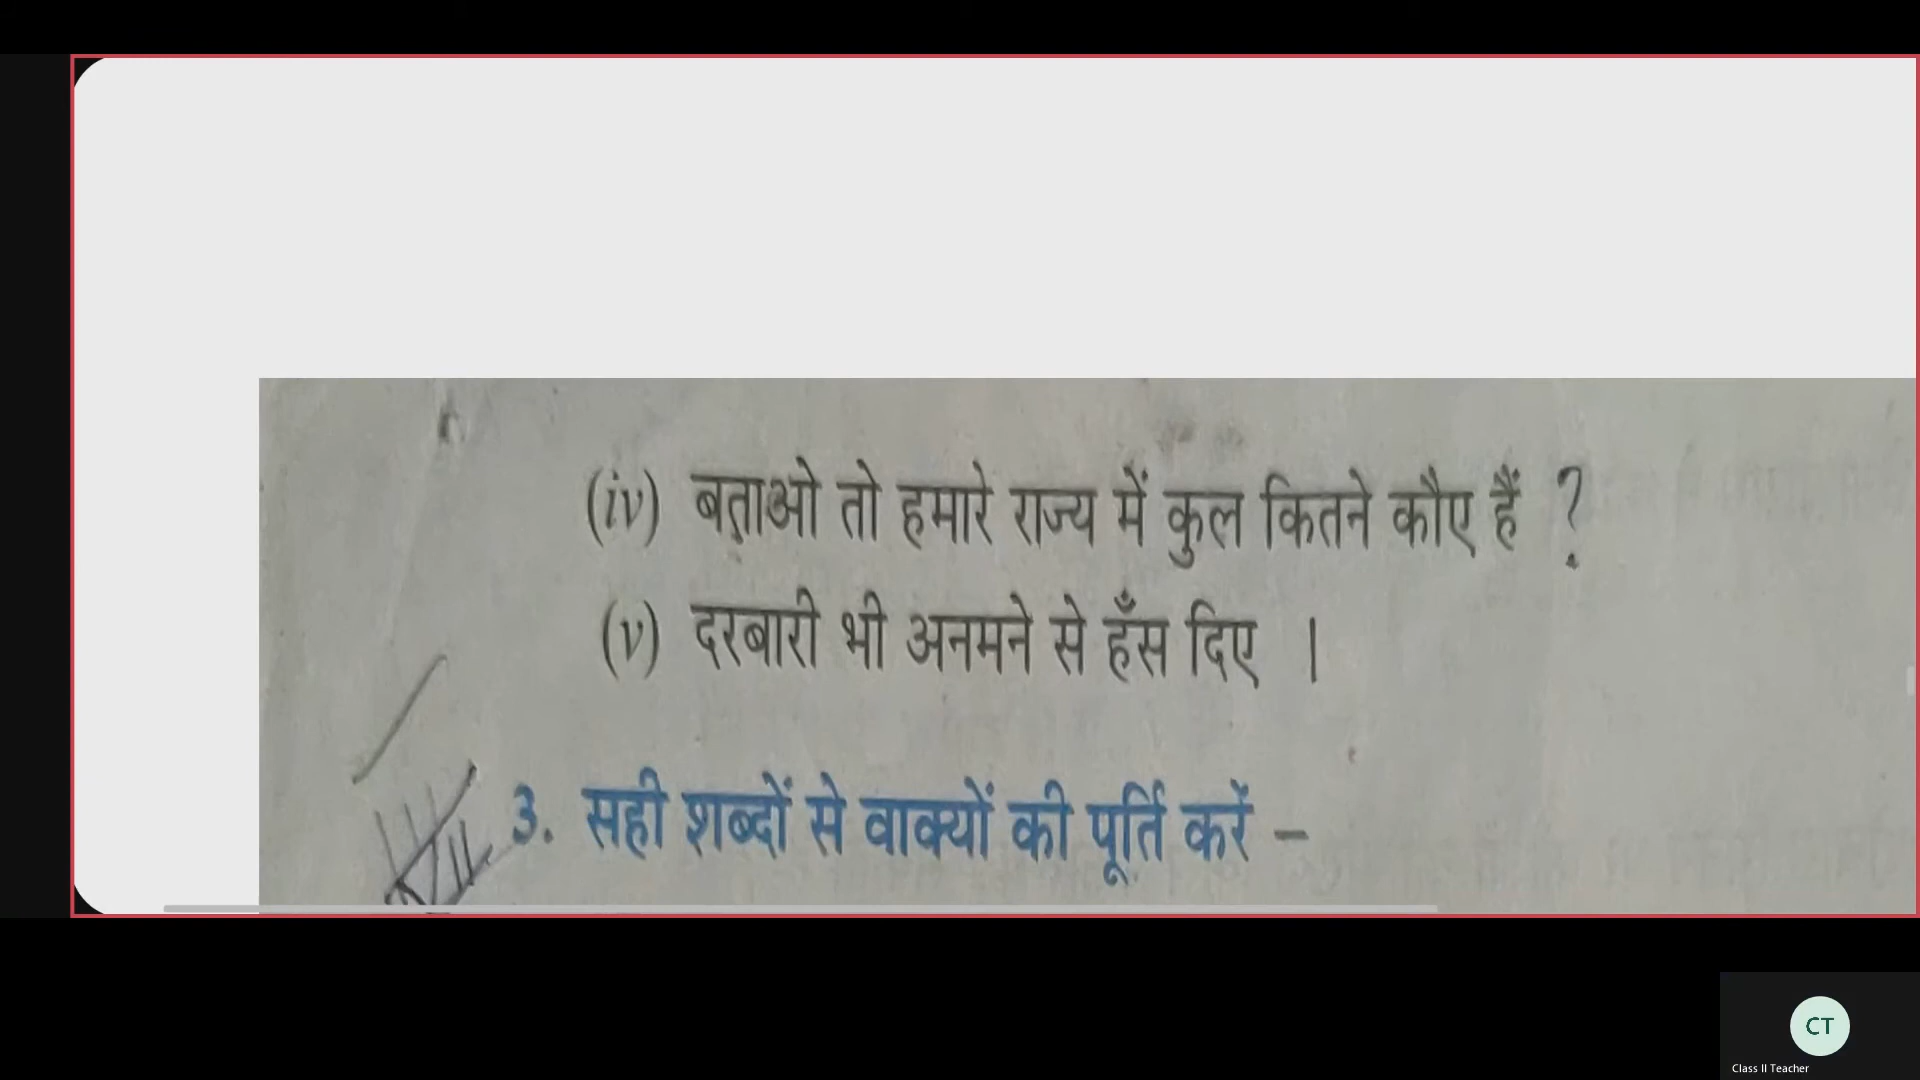 (iv) बताओ तो हमारे राज्य में कुल कितने कौए हैं ?
(v) दरबारी भी अनमने से हँस दिए ।
3. सही शब्दों से वाक्यों की पूर्ति करें –
CT
Class II Teacher